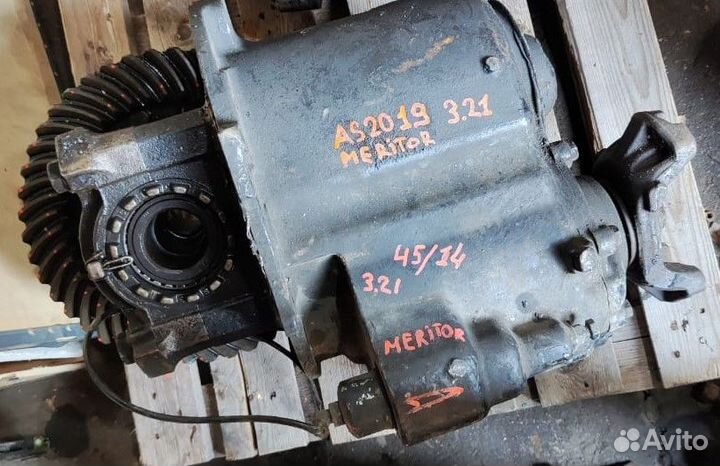 AS2019 3.21
MERITOR
45/14
3.21
MERITOR
Avito